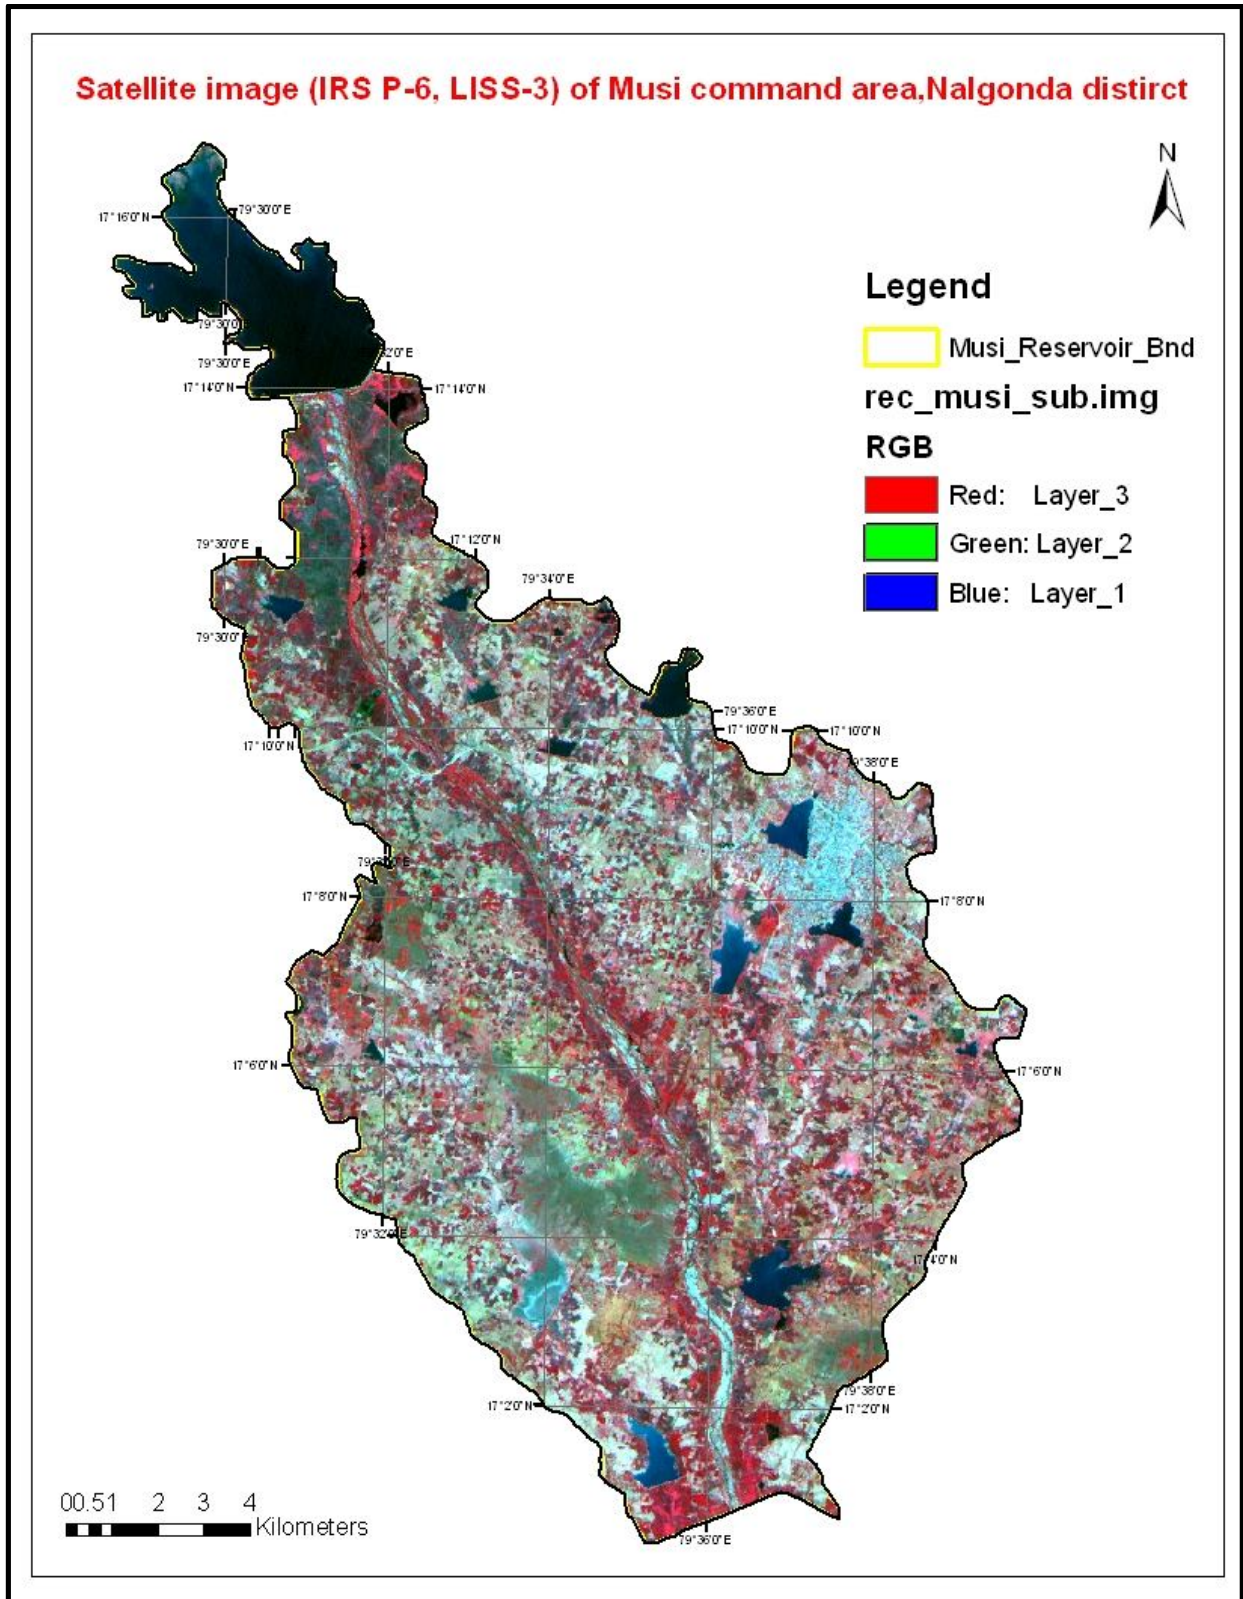 Satellite image (IRS P-6, LISS-3) of Musi command area,Nalgonda distirct
N
17°16'0"N
79°30'0"E
79°30'0"E
17°14'0"N
17°14'0"N
Legend
Musi_Reservoir_Bnd
rec_musi_sub.img
RGB
Red: Layer_3
Green: Layer_2
Blue: Layer_1
79°30'0"E
17°12'0"N
79°34'0"E
79°36'0"E
17°10'0"N
17°10'0"N
17°10'0"N
79°38'0"E
17°8'0"N
17°8'0"N
17°6'0"N
17°6'0"N
79°32'0"E
17°4'0"N
79°38'0"E
17°2'0"N
17°2'0"N
00.51 2 3 4
Kilometers
79°36'0"E